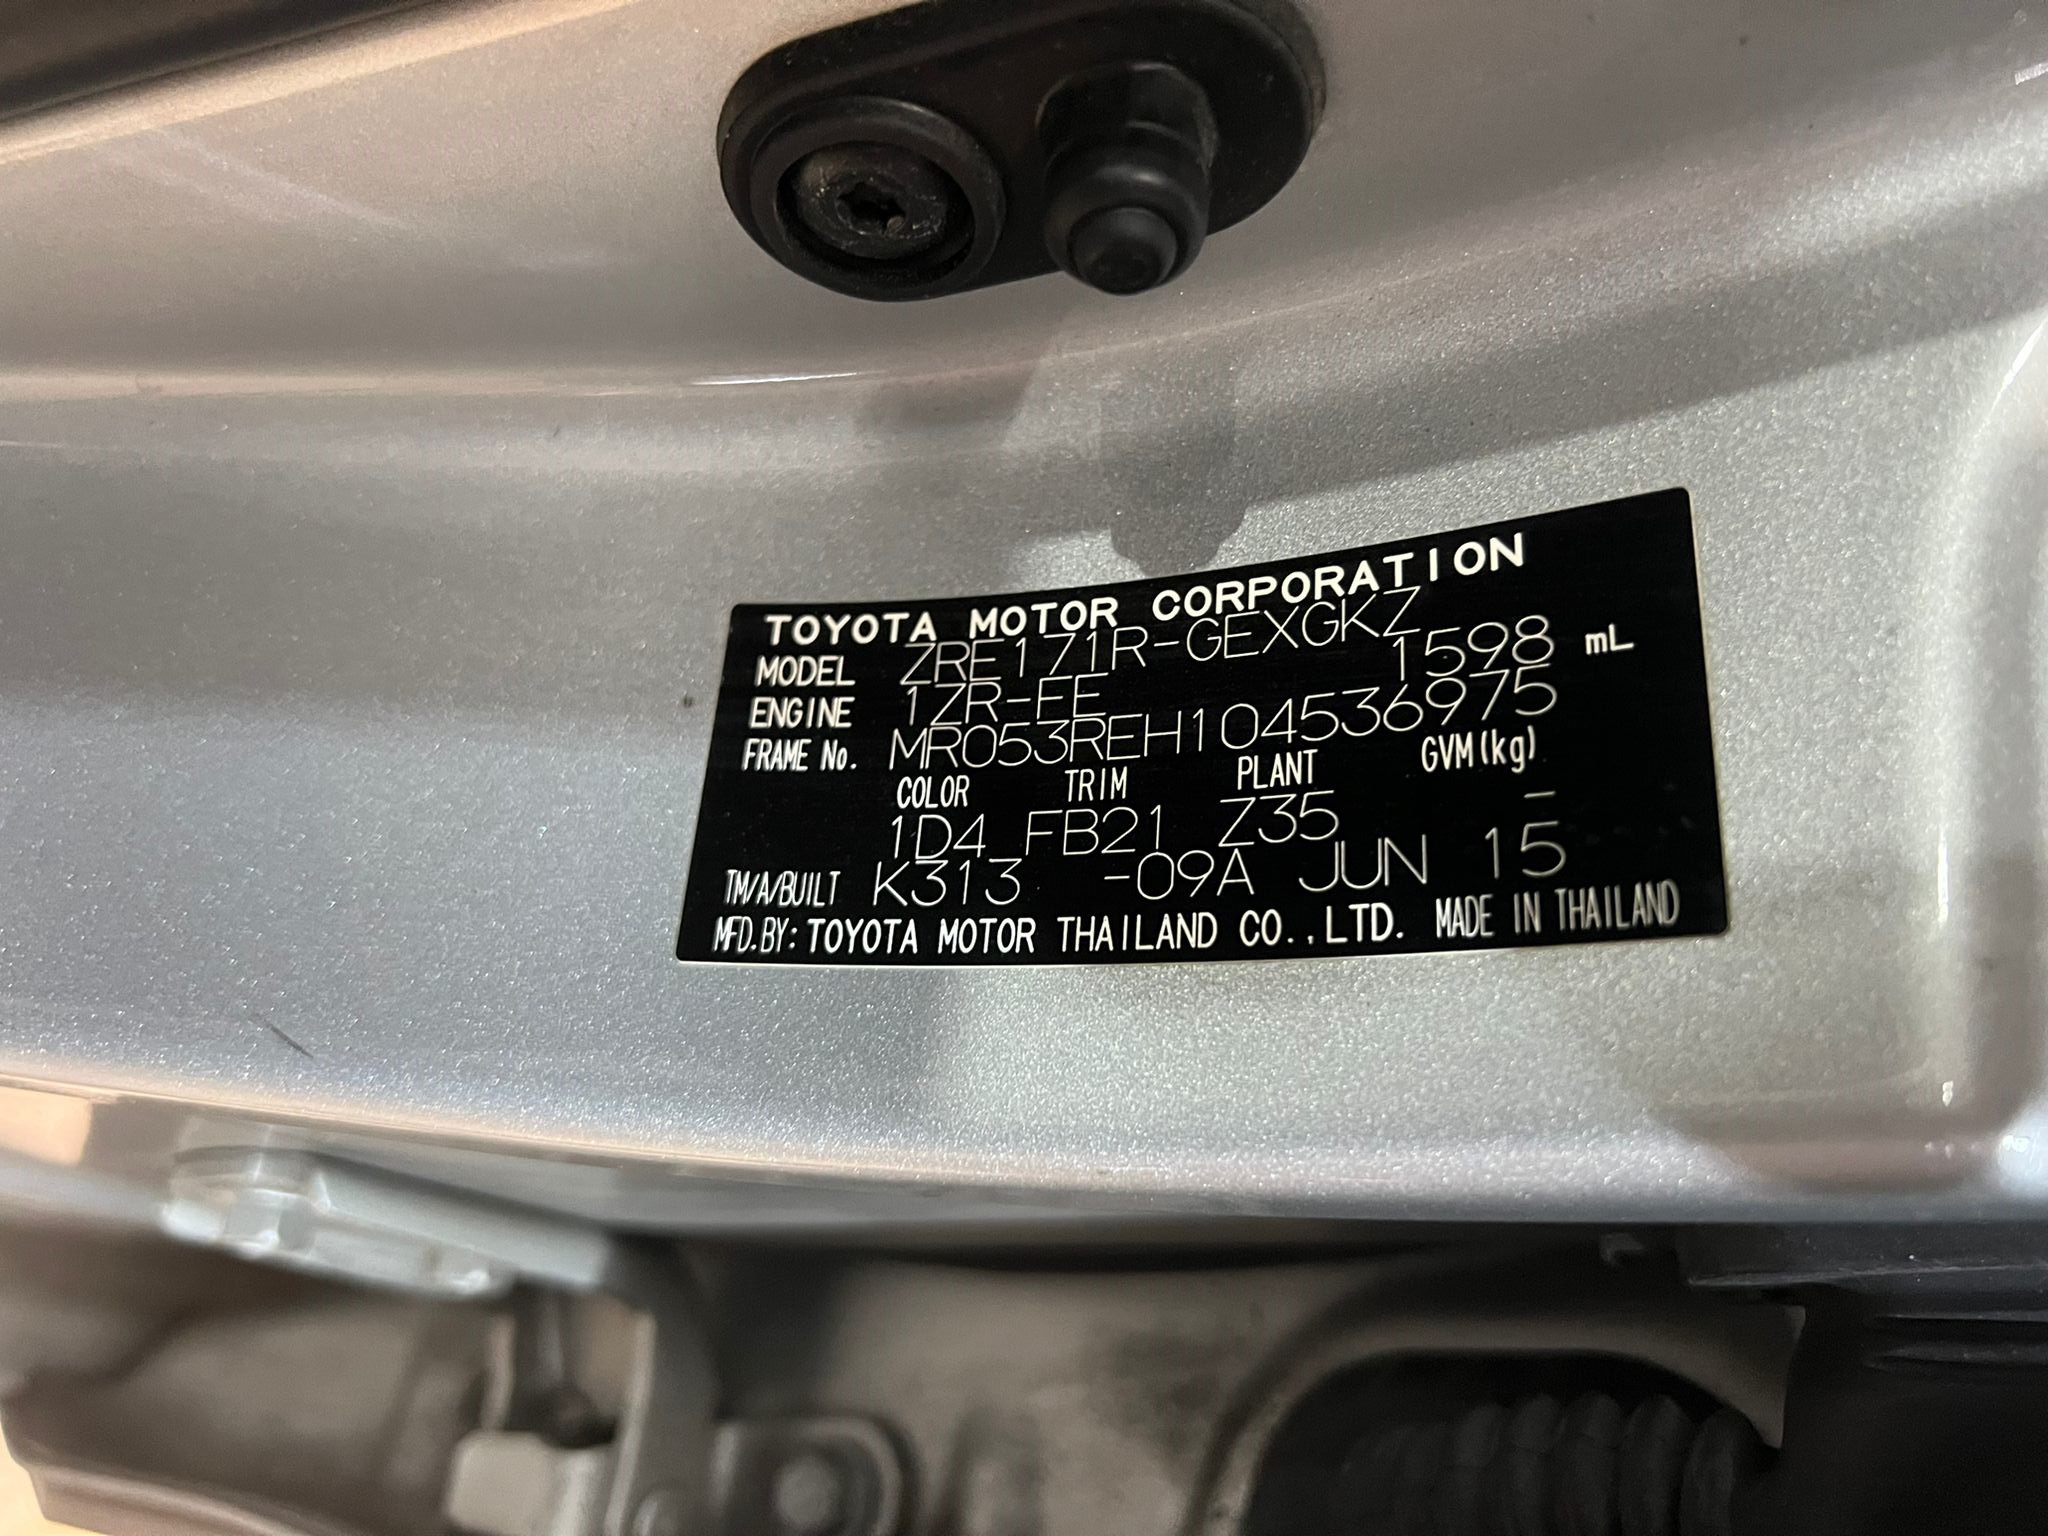 TOYOTA MOTOR CORPORATION
MODEL ZRE171R-GEXGKZ
ENGINE 1ZR-FE 1598 mL
FRAME No. MR053REH104536975
COLOR TRIM PLANT GVM(kg)
1D4 FB21 Z35 -
TM/A/BUILT K313 -09A JUN 15
MFD.BY: TOYOTA MOTOR THAILAND CO.,LTD. MADE IN THAILAND